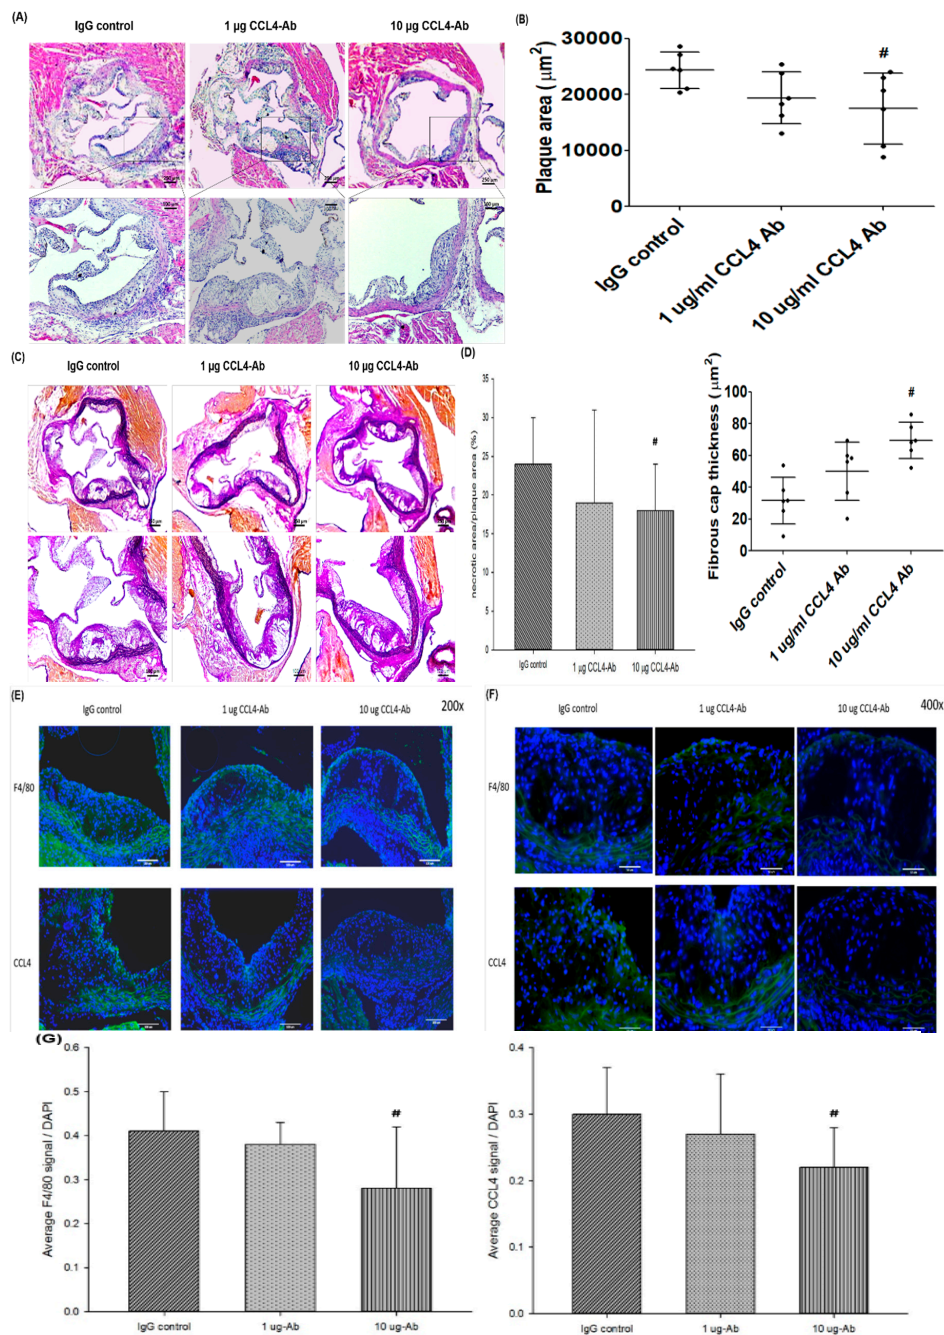 (A)
IgG control
1 µg CCL4-Ab
10 µg CCL4-Ab
250 µm
(B)
Plaque area (µm²)
30000
20000
10000
0
#
IgG control
1 ug/ml CCL4 Ab
10 ug/ml CCL4 Ab
(C)
IgG control
1 µg CCL4-Ab
10 µg CCL4-Ab
(D)
necrotic area/plaque area (%)
35
30
25
20
15
10
5
0
#
IgG control
1 µg CCL4-Ab
10 µg CCL4-Ab
Fibrous cap thickness (µm²)
100
80
60
40
20
0
#
IgG control
1 ug/ml CCL4 Ab
10 ug/ml CCL4 Ab
(E)
IgG control
1 ug CCL4-Ab
10 ug CCL4-Ab
200x
F4/80
CCL4
(F)
IgG control
1 ug CCL4-Ab
10 ug CCL4-Ab
400x
F4/80
CCL4
(G)
Average F4/80 signal / DAPI
0.6
0.5
0.4
0.3
0.2
0.1
0.0
#
IgG control
1 ug-Ab
10 ug-Ab
Average CCL4 signal / DAPI
0.4
0.3
0.2
0.1
0.0
#
IgG control
1 ug-Ab
10 ug-Ab